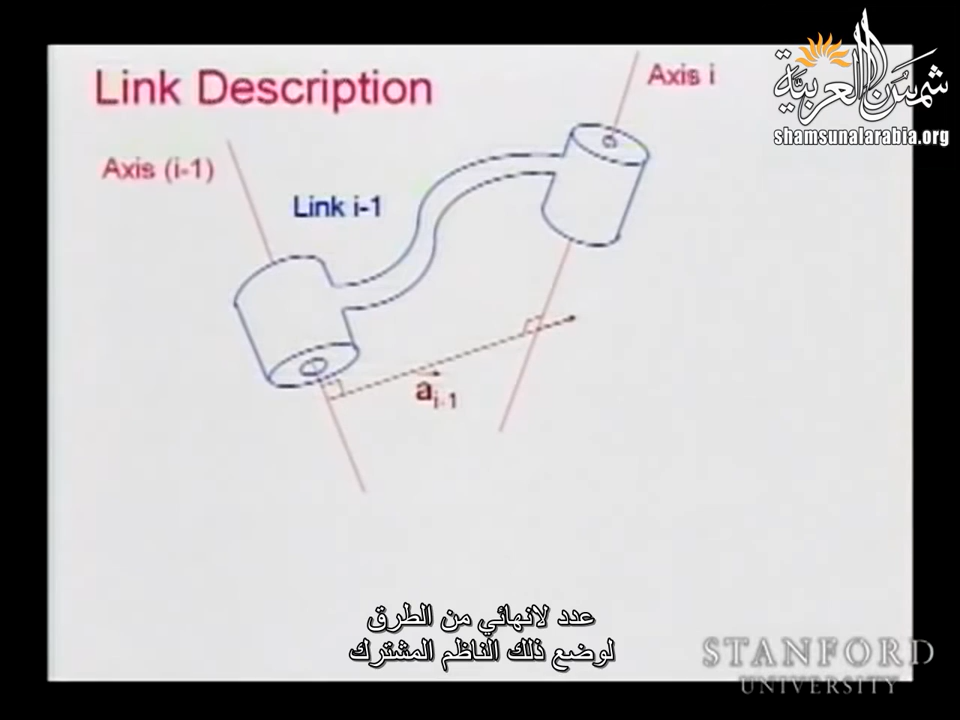 Link Description
Axis i
شمس العربية
shamsunalarabia.org
Axis (i-1)
Link i-1
a i-1
عدد لانهائي من الطرق
لوضع ذلك الناظم المشترك
STANFORD
UNIVERSITY